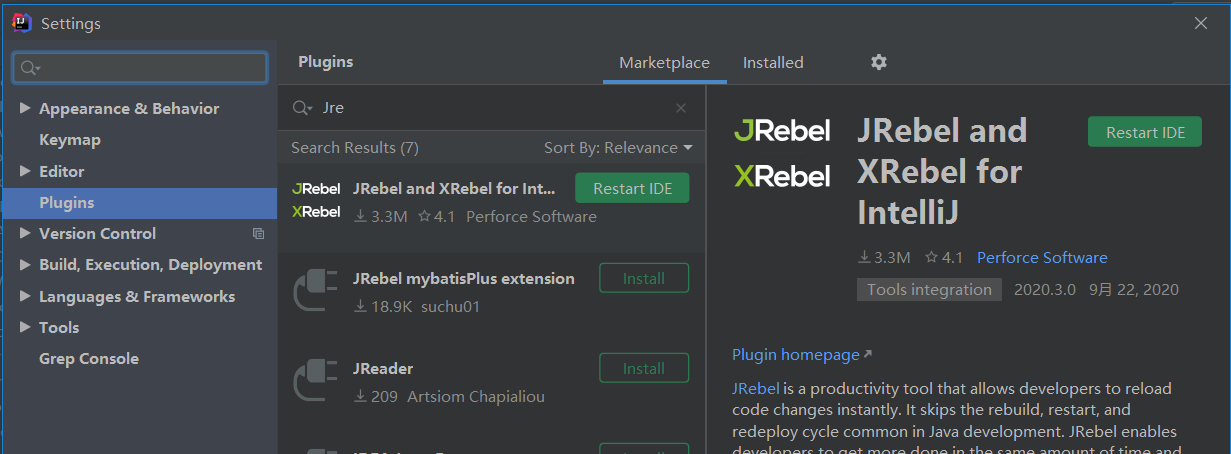 Settings
Appearance & Behavior
Keymap
Editor
Plugins
Version Control
Build, Execution, Deployment
Languages & Frameworks
Tools
Grep Console
Plugins
Marketplace
Installed
Jre
Search Results (7)
Sort By: Relevance
JRebel
XRebel
JRebel and XRebel for Int...
Restart IDE
3.3M 4.1 Perforce Software
JRebel mybatisPlus extension
Install
18.9K suchu01
JReader
Install
209 Artsiom Chapialiou
JRebel
XRebel
JRebel and
XRebel for
IntelliJ
Restart IDE
3.3M 4.1 Perforce Software
Tools integration 2020.3.0 9月 22, 2020
Plugin homepage
JRebel is a productivity tool that allows developers to reload
code changes instantly. It skips the rebuild, restart, and
redeploy cycle common in Java development. JRebel enables
developers to get more done in the same amount of time and